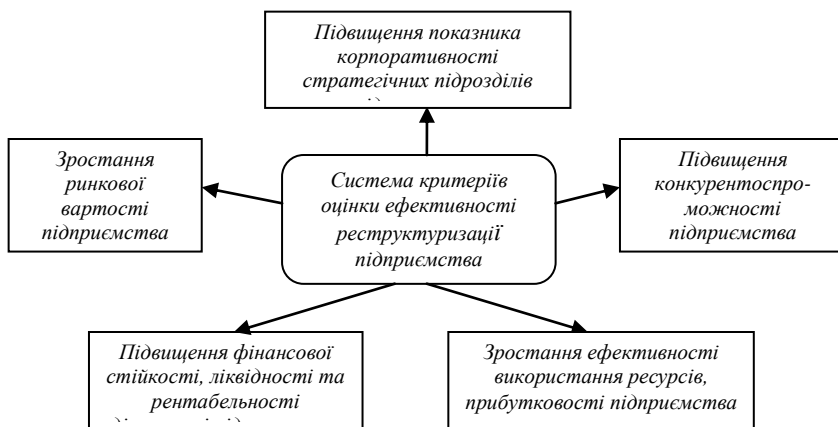 Підвищення показника
корпоративності
стратегічних підрозділів
Зростання
ринкової
вартості
підприємства
Система критеріїв
оцінки ефективності
реструктуризації
підприємства
Підвищення
конкурентоспро-
можності
підприємства
Підвищення фінансової
стійкості, ліквідності та
рентабельності
Зростання ефективності
використання ресурсів,
прибутковості підприємства